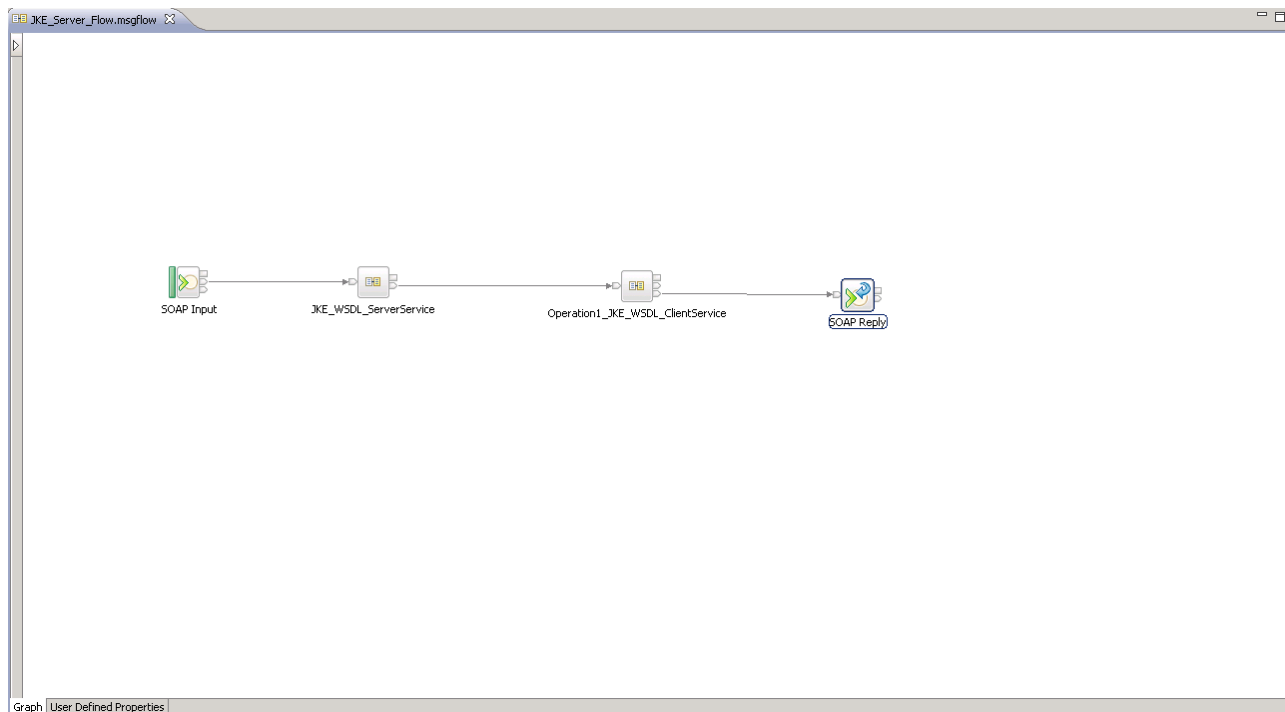 JKE_Server_Flow.msgflow
SOAP Input
JKE_WSDL_ServerService
Operation1_JKE_WSDL_ClientService
SOAP Reply
Graph
User Defined Properties